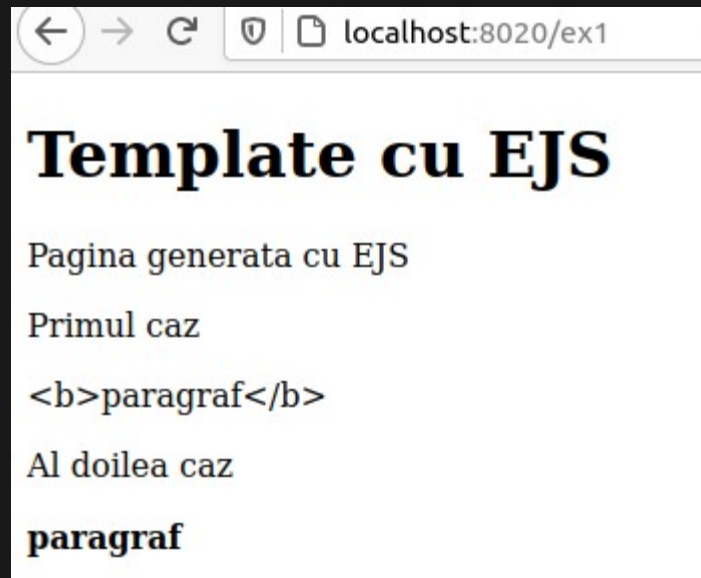 localhost:8020/ex1
Template cu EJS
Pagina generata cu EJS
Primul caz
<b>paragraf</b>
Al doilea caz
paragraf